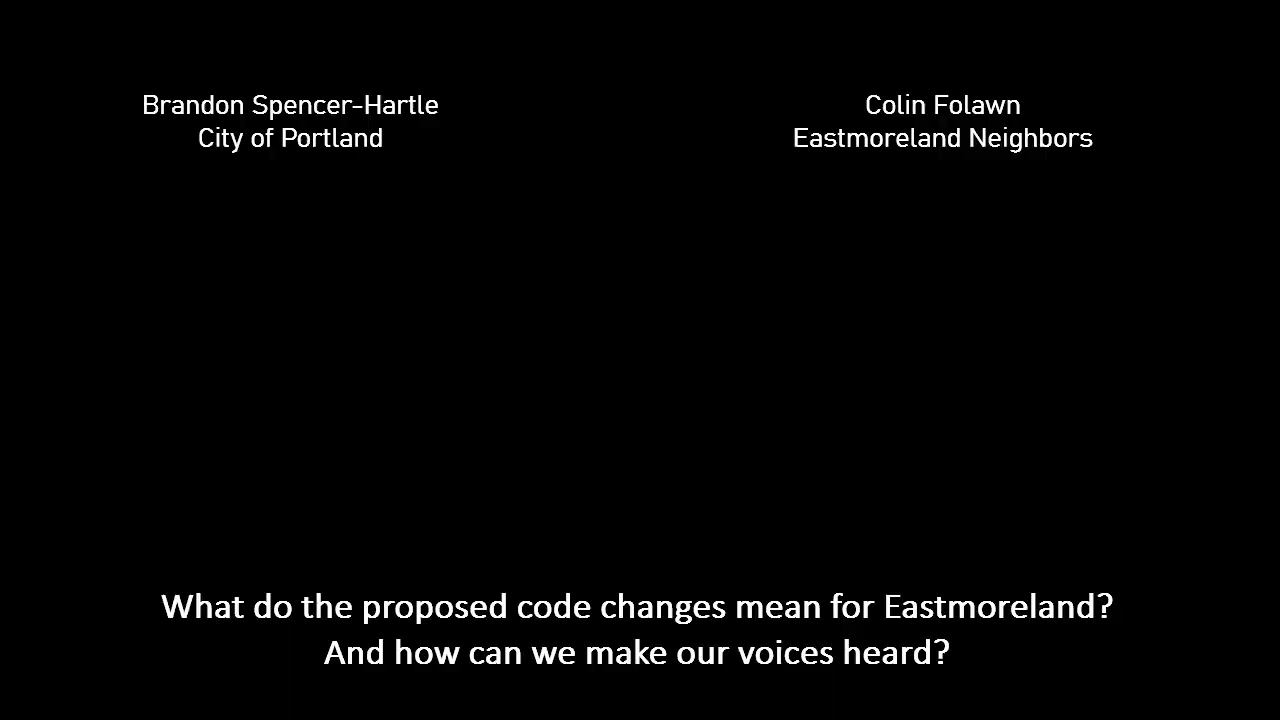 Brandon Spencer-Hartle
City of Portland
Colin Folawn
Eastmoreland Neighbors
What do the proposed code changes mean for Eastmoreland?
And how can we make our voices heard?